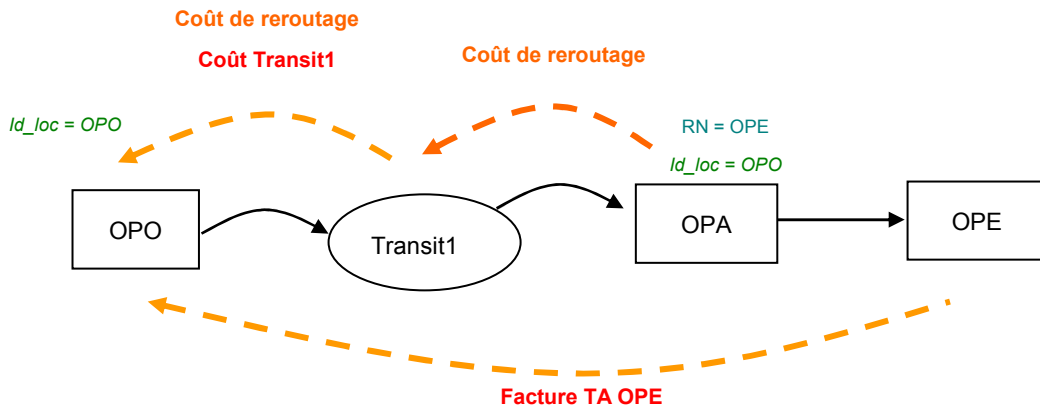 Coût de reroutage
Coût Transit1
Coût de reroutage
Id_loc = OPO
RN = OPE
Id_loc = OPO
OPO
Transit1
OPA
OPE
Facture TA OPE